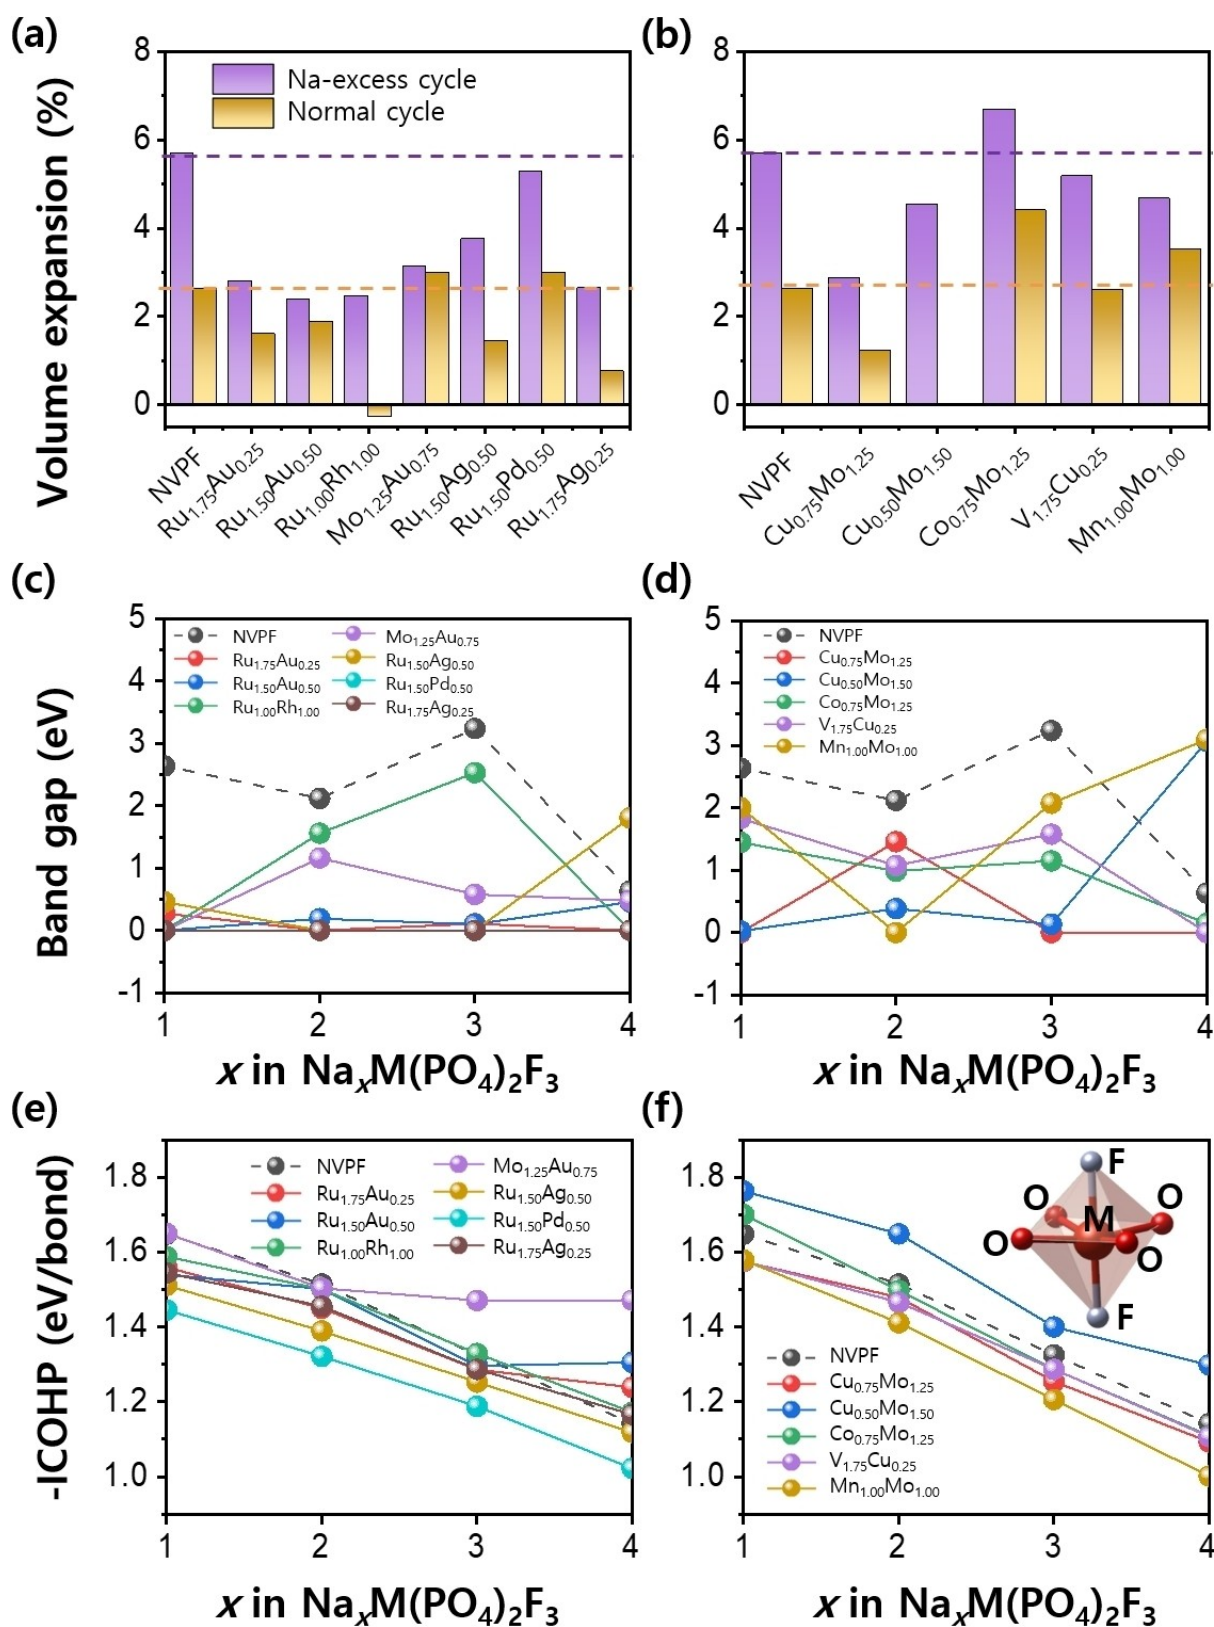 (a)
Volume expansion (%)
8
6
4
2
0
Na-excess cycle
Normal cycle
NVPF
Ru1.75Au0.25
Ru1.50Au0.50
Ru1.00Rh1.00
Mo1.25Au0.75
Ru1.50Ag0.50
Ru1.50Pd0.50
Ru1.75Ag0.25
(b)
8
6
4
2
0
NVPF
Cu0.75Mo1.25
Cu0.50Mo1.50
Co0.75Mo1.25
V1.75Cu0.25
Mn1.00Mo1.00
(c)
Band gap (eV)
5
4
3
2
1
0
-1
NVPF
Ru1.75Au0.25
Ru1.50Au0.50
Ru1.00Rh1.00
Mo1.25Au0.75
Ru1.50Ag0.50
Ru1.50Pd0.50
Ru1.75Ag0.25
1 2 3 4
x in NaxM(PO4)2F3
(d)
5
4
3
2
1
0
-1
NVPF
Cu0.75Mo1.25
Cu0.50Mo1.50
Co0.75Mo1.25
V1.75Cu0.25
Mn1.00Mo1.00
1 2 3 4
x in NaxM(PO4)2F3
(e)
-ICOHP (eV/bond)
1.8
1.6
1.4
1.2
1.0
NVPF
Ru1.75Au0.25
Ru1.50Au0.50
Ru1.00Rh1.00
Mo1.25Au0.75
Ru1.50Ag0.50
Ru1.50Pd0.50
Ru1.75Ag0.25
1 2 3 4
x in NaxM(PO4)2F3
(f)
1.8
1.6
1.4
1.2
1.0
F
O
O
M
O
O
F
NVPF
Cu0.75Mo1.25
Cu0.50Mo1.50
Co0.75Mo1.25
V1.75Cu0.25
Mn1.00Mo1.00
1 2 3 4
x in NaxM(PO4)2F3